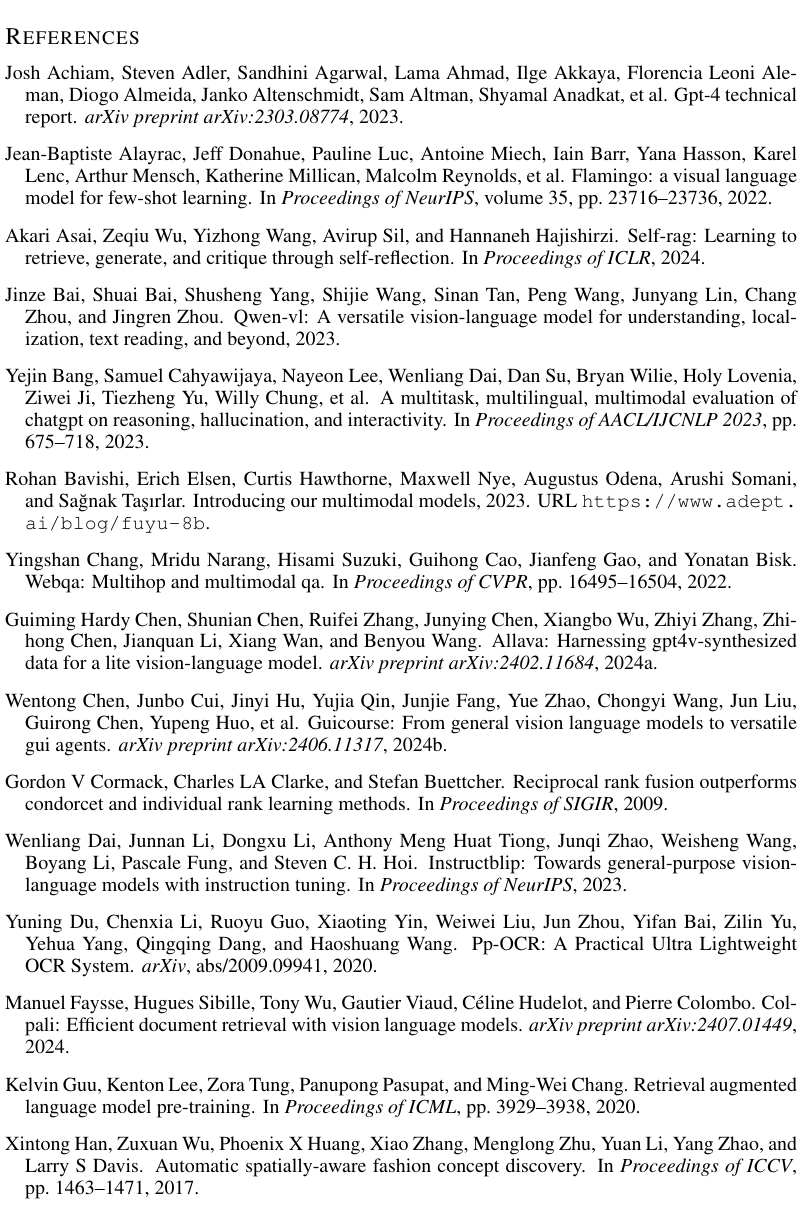 REFERENCES
Josh Achiam, Steven Adler, Sandhini Agarwal, Lama Ahmad, Ilge Akkaya, Florencia Leoni Ale-
man, Diogo Almeida, Janko Altenschmidt, Sam Altman, Shyamal Anadkat, et al. Gpt-4 technical
report. arXiv preprint arXiv:2303.08774, 2023.
Jean-Baptiste Alayrac, Jeff Donahue, Pauline Luc, Antoine Miech, Iain Barr, Yana Hasson, Karel
Lenc, Arthur Mensch, Katherine Millican, Malcolm Reynolds, et al. Flamingo: a visual language
model for few-shot learning. In Proceedings of NeurIPS, volume 35, pp. 23716–23736, 2022.
Akari Asai, Zeqiu Wu, Yizhong Wang, Avirup Sil, and Hannaneh Hajishirzi. Self-rag: Learning to
retrieve, generate, and critique through self-reflection. In Proceedings of ICLR, 2024.
Jinze Bai, Shuai Bai, Shusheng Yang, Shijie Wang, Sinan Tan, Peng Wang, Junyang Lin, Chang
Zhou, and Jingren Zhou. Qwen-vl: A versatile vision-language model for understanding, local-
ization, text reading, and beyond, 2023.
Yejin Bang, Samuel Cahyawijaya, Nayeon Lee, Wenliang Dai, Dan Su, Bryan Wilie, Holy Lovenia,
Ziwei Ji, Tiezheng Yu, Willy Chung, et al. A multitask, multilingual, multimodal evaluation of
chatgpt on reasoning, hallucination, and interactivity. In Proceedings of AACL/IJCNLP 2023, pp.
675–718, 2023.
Rohan Bavishi, Erich Elsen, Curtis Hawthorne, Maxwell Nye, Augustus Odena, Arushi Somani,
and Sağnak Taşırlar. Introducing our multimodal models, 2023. URL https://www.adept.
ai/blog/fuyu-8b.
Yingshan Chang, Mridu Narang, Hisami Suzuki, Guihong Cao, Jianfeng Gao, and Yonatan Bisk.
Webqa: Multihop and multimodal qa. In Proceedings of CVPR, pp. 16495–16504, 2022.
Guiming Hardy Chen, Shunian Chen, Ruifei Zhang, Junying Chen, Xiangbo Wu, Zhiyi Zhang, Zhi-
hong Chen, Jianquan Li, Xiang Wan, and Benyou Wang. Allava: Harnessing gpt4v-synthesized
data for a lite vision-language model. arXiv preprint arXiv:2402.11684, 2024a.
Wentong Chen, Junbo Cui, Jinyi Hu, Yujia Qin, Junjie Fang, Yue Zhao, Chongyi Wang, Jun Liu,
Guirong Chen, Yupeng Huo, et al. Guicourse: From general vision language models to versatile
gui agents. arXiv preprint arXiv:2406.11317, 2024b.
Gordon V Cormack, Charles LA Clarke, and Stefan Buettcher. Reciprocal rank fusion outperforms
condorcet and individual rank learning methods. In Proceedings of SIGIR, 2009.
Wenliang Dai, Junnan Li, Dongxu Li, Anthony Meng Huat Tiong, Junqi Zhao, Weisheng Wang,
Boyang Li, Pascale Fung, and Steven C. H. Hoi. Instructblip: Towards general-purpose vision-
language models with instruction tuning. In Proceedings of NeurIPS, 2023.
Yuning Du, Chenxia Li, Ruoyu Guo, Xiaoting Yin, Weiwei Liu, Jun Zhou, Yifan Bai, Zilin Yu,
Yehua Yang, Qingqing Dang, and Haoshuang Wang. Pp-OCR: A Practical Ultra Lightweight
OCR System. arXiv, abs/2009.09941, 2020.
Manuel Faysse, Hugues Sibille, Tony Wu, Gautier Viaud, Céline Hudelot, and Pierre Colombo. Col-
pali: Efficient document retrieval with vision language models. arXiv preprint arXiv:2407.01449,
2024.
Kelvin Guu, Kenton Lee, Zora Tung, Panupong Pasupat, and Ming-Wei Chang. Retrieval augmented
language model pre-training. In Proceedings of ICML, pp. 3929–3938, 2020.
Xintong Han, Zuxuan Wu, Phoenix X Huang, Xiao Zhang, Menglong Zhu, Yuan Li, Yang Zhao, and
Larry S Davis. Automatic spatially-aware fashion concept discovery. In Proceedings of ICCV,
pp. 1463–1471, 2017.